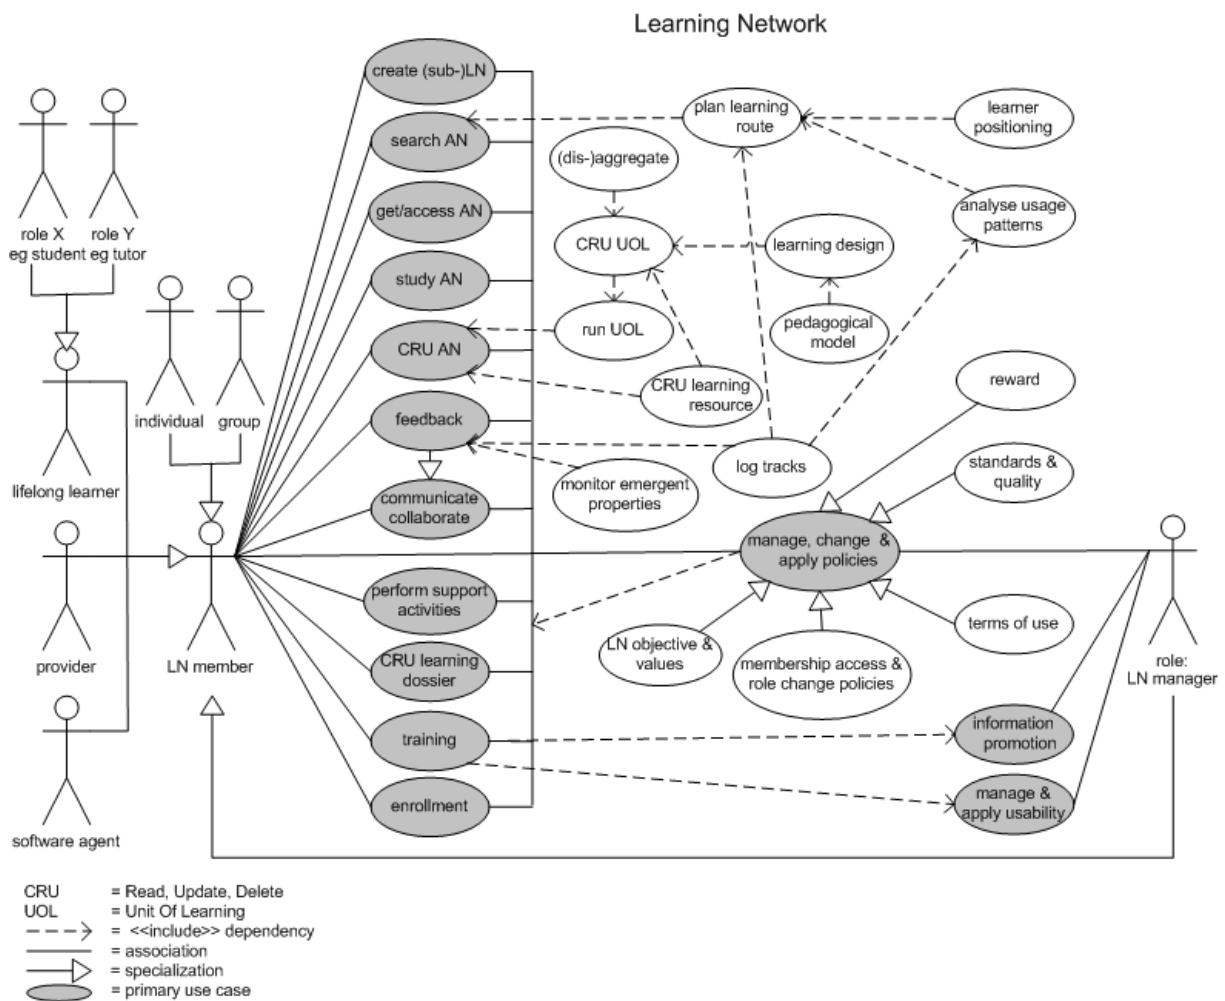 Learning Network
create (sub-)LN
search AN
get/access AN
study AN
CRU AN
feedback
communicate
collaborate
perform support
activities
CRU learning
dossier
training
enrollment
plan learning
route
learner
positioning
(dis-)aggregate
analyse usage
patterns
CRU UOL
learning design
run UOL
pedagogical
model
CRU learning
resource
reward
log tracks
standards &
quality
monitor emergent
properties
manage, change &
apply policies
LN objective &
values
membership access &
role change policies
terms of use
information
promotion
manage &
apply usability
role X
eg student
role Y
eg tutor
individual
group
lifelong learner
provider
LN member
software agent
role:
LN manager
CRU = Read, Update, Delete
UOL = Unit Of Learning
= <<include>> dependency
= association
= specialization
= primary use case